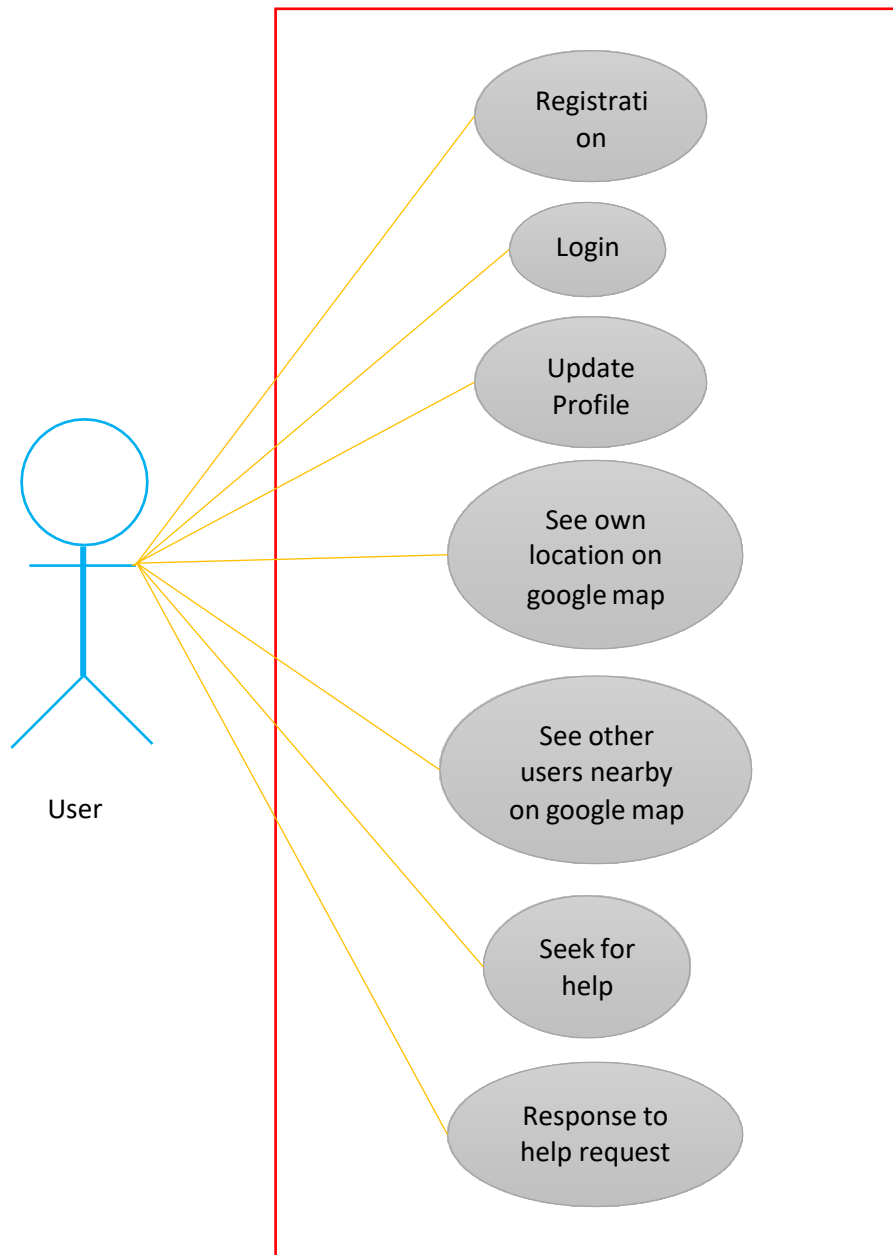 Registrati
on
Login
Update
Profile
See own
location on
google map
See other
users nearby
on google map
User
Seek for
help
Response to
help request